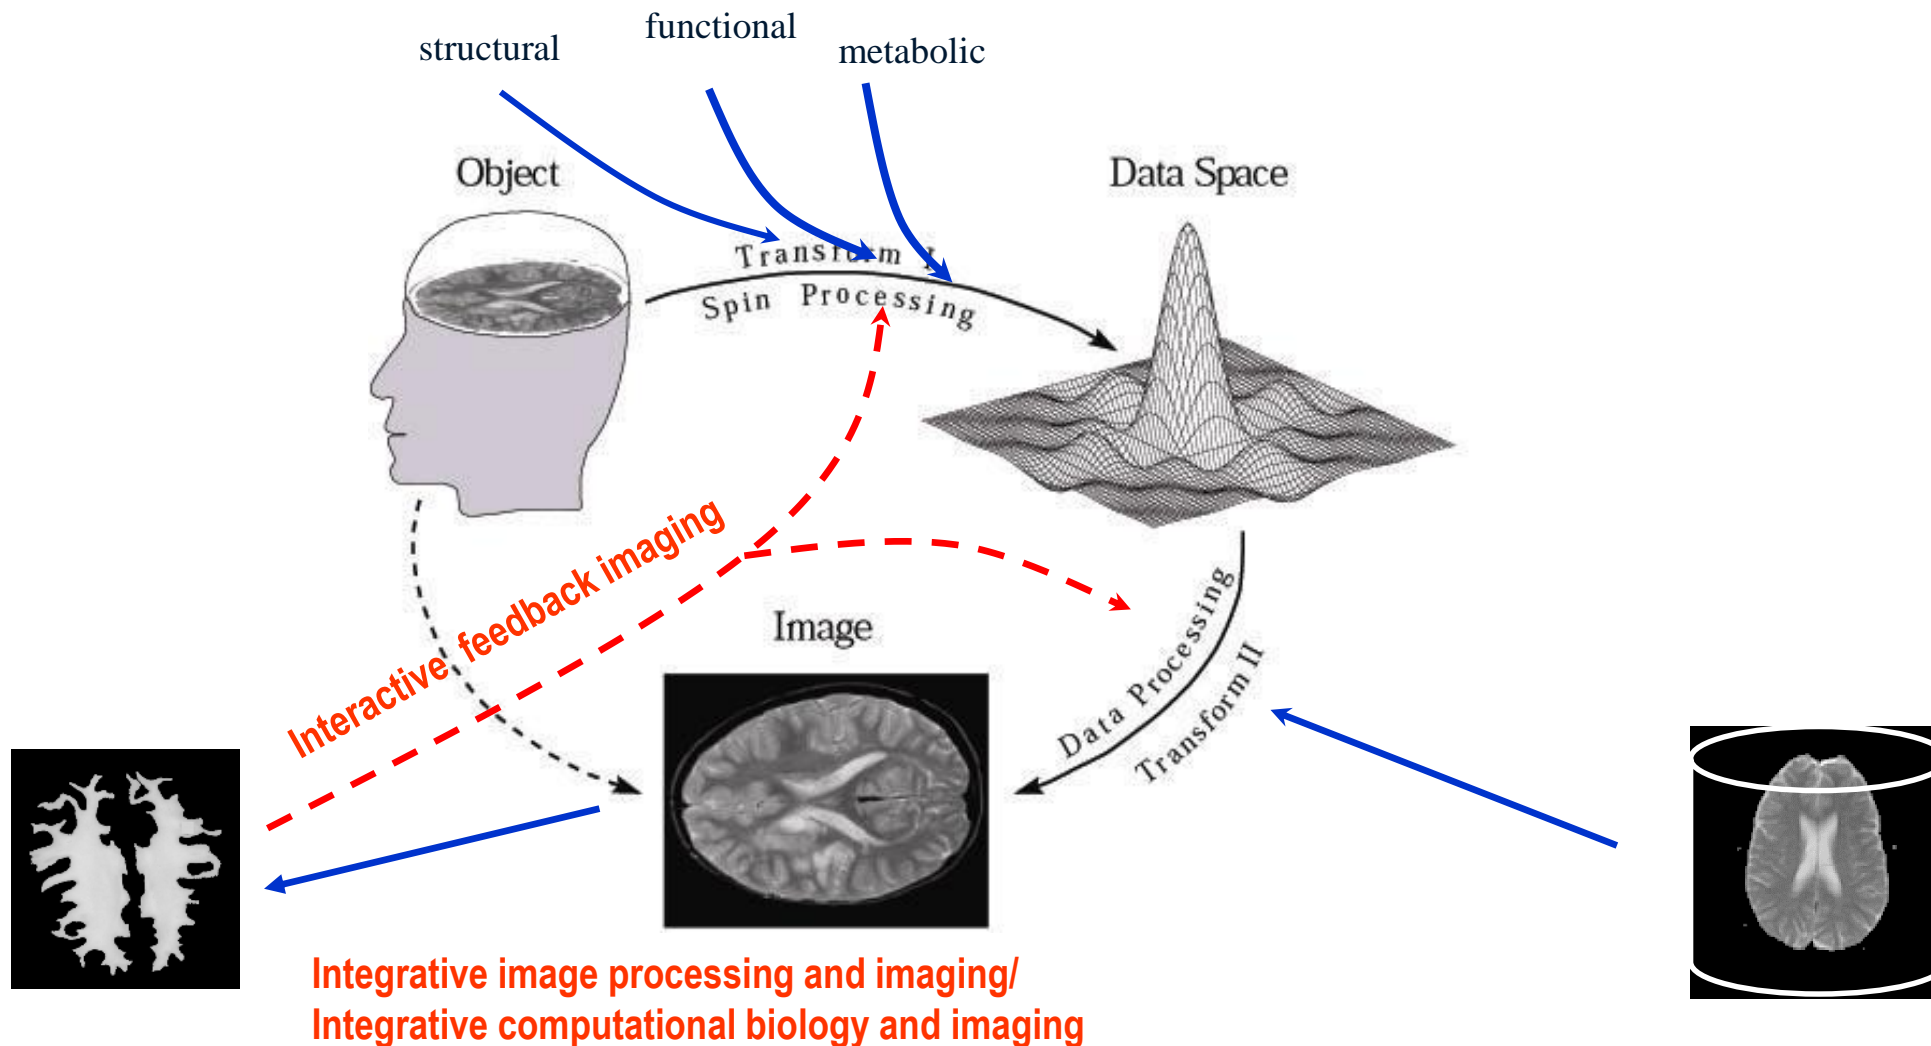 structural
functional
metabolic
Object
Data Space
Transform I
Spin Processing
Interactive feedback imaging
Image
Data Processing
Transform II
Integrative image processing and imaging/
Integrative computational biology and imaging